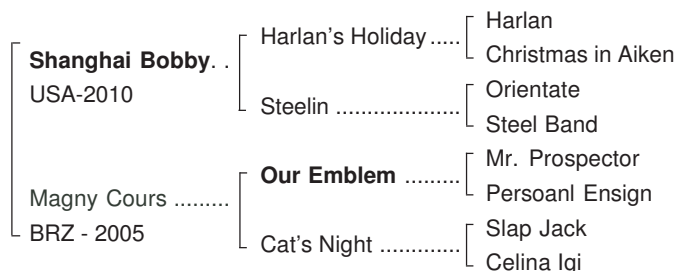 Shanghai Bobby. .
USA-2010
Magny Cours .........
BRZ - 2005
Harlan's Holiday .....
Steelin ..................
Our Emblem .........
Cat's Night .............
Harlan
Christmas in Aiken
Orientate
Steel Band
Mr. Prospector
Persoanl Ensign
Slap Jack
Celina Igi